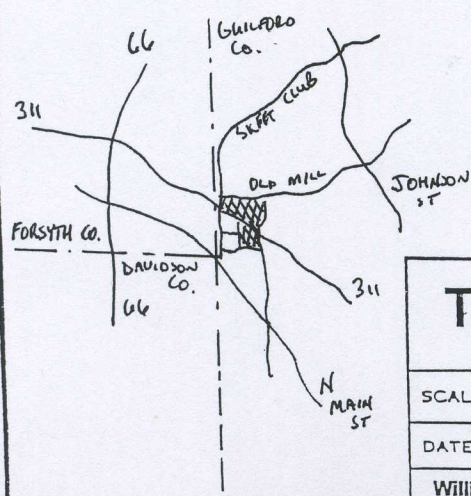 66
GUILFORD
CO.
311
SKEET CLUB
OLD MILL
JOHNSON
ST
FORSYTH CO.
DAVIDSON
CO.
66
311
N
MAIN
ST
T
SCAL
DATE
Willi